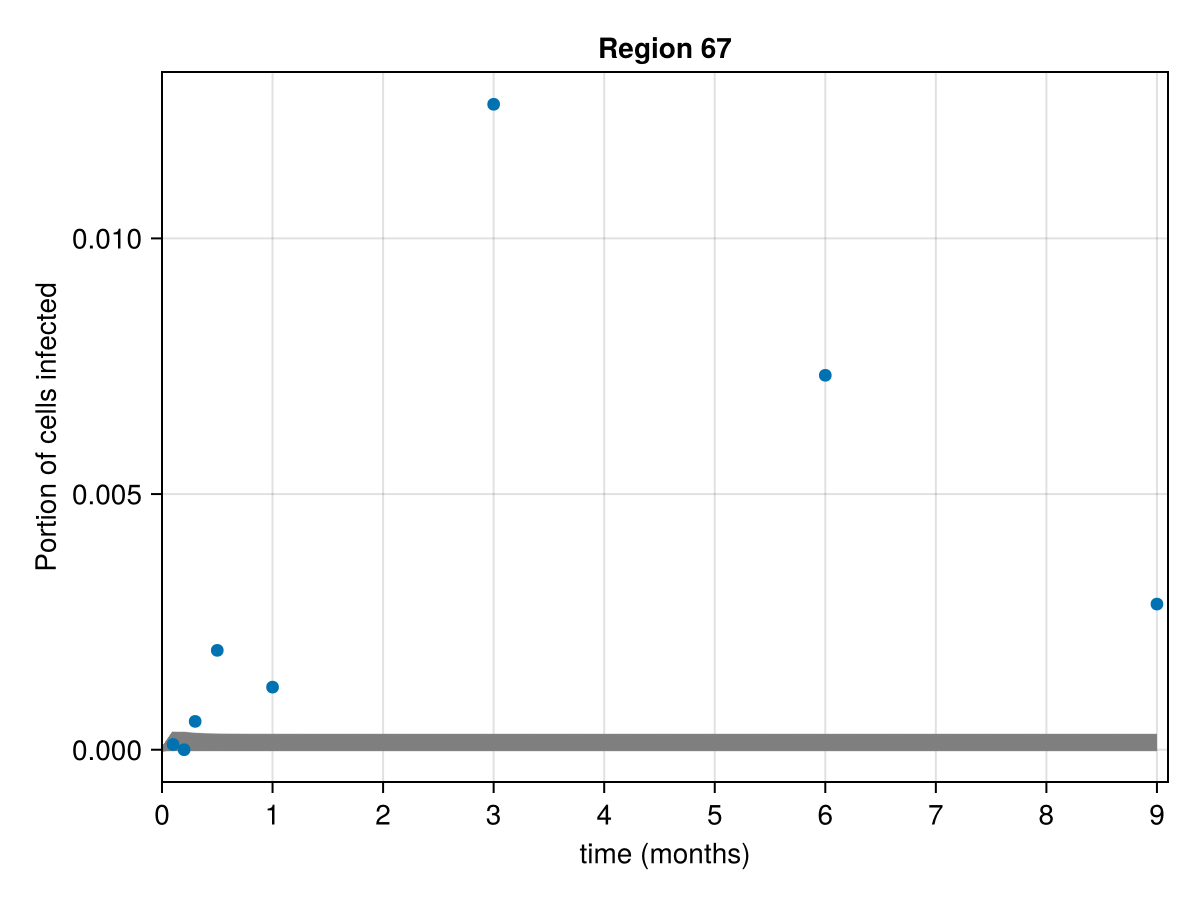 Region 67
Portion of cells infected
0.010
0.005
0.000
0 1 2 3 4 5 6 7 8 9
time (months)